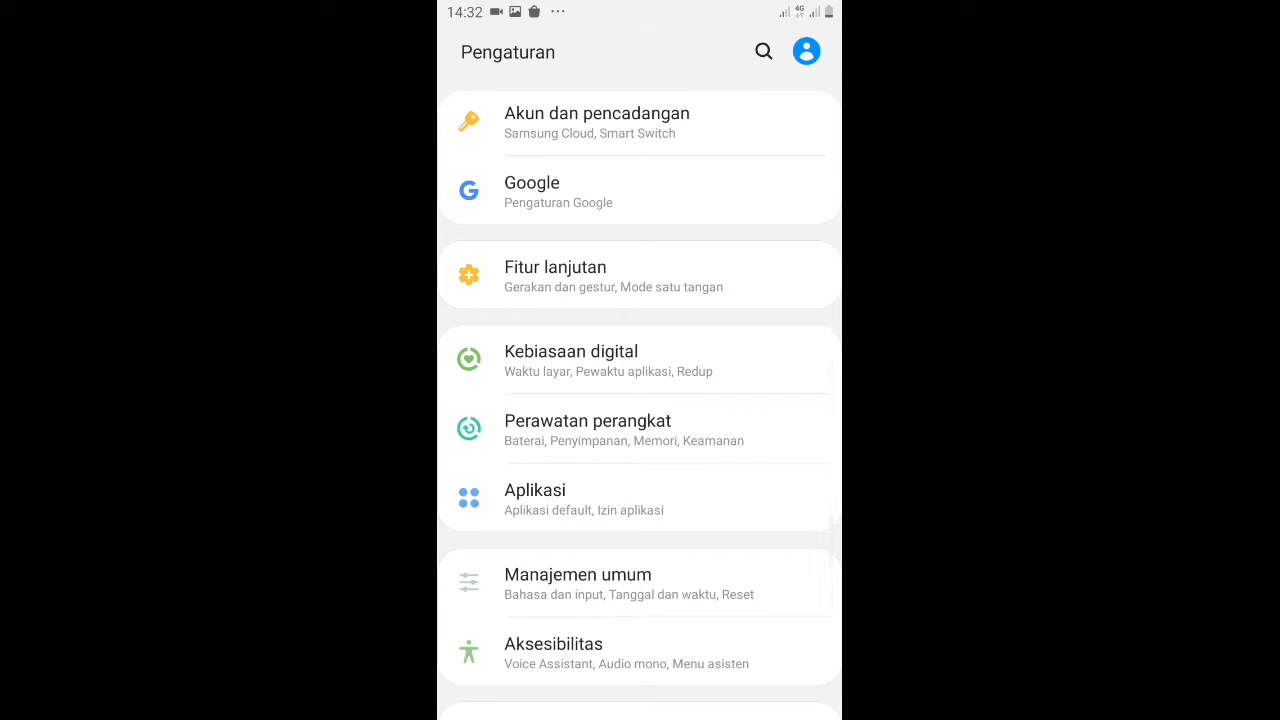 14:32
4G
Pengaturan
Akun dan pencadangan
Samsung Cloud, Smart Switch
Google
Pengaturan Google
Fitur lanjutan
Gerakan dan gestur, Mode satu tangan
Kebiasaan digital
Waktu layar, Pewaktu aplikasi, Redup
Perawatan perangkat
Baterai, Penyimpanan, Memori, Keamanan
Aplikasi
Aplikasi default, Izin aplikasi
Manajemen umum
Bahasa dan input, Tanggal dan waktu, Reset
Aksesibilitas
Voice Assistant, Audio mono, Menu asisten